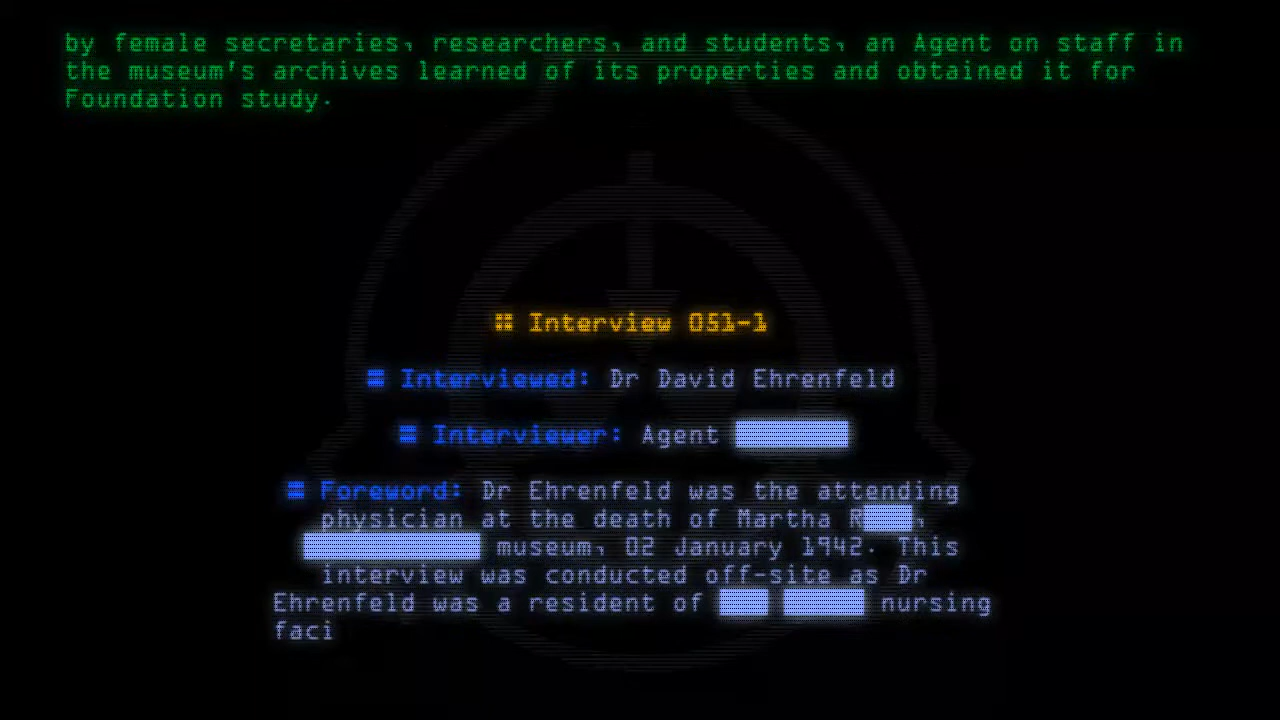 by female secretaries, researchers, and students, an Agent on staff in
the museum's archives learned of its properties and obtained it for
Foundation study.
Interview 051-1
Interviewed: Dr David Ehrenfeld
Interviewer: Agent
Foreword: Dr Ehrenfeld was the attending
physician at the death of Martha R██,
museum, 02 January 1942. This
interview was conducted off-site as Dr
Ehrenfeld was a resident of ███ █████ nursing
faci